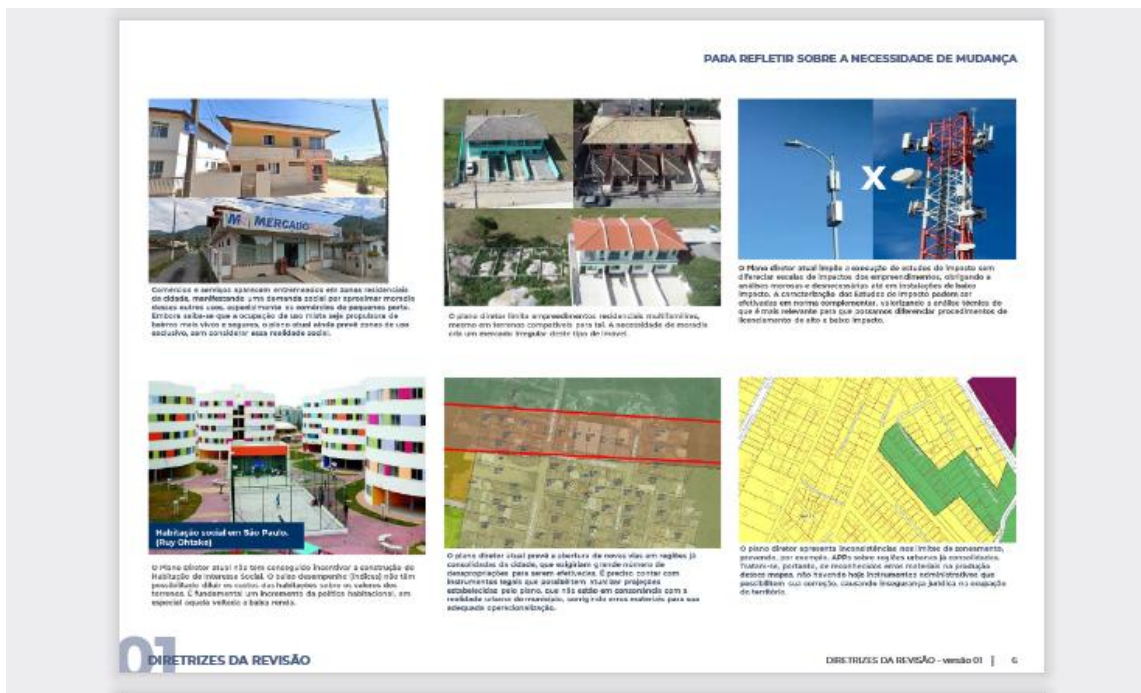 PARA REFLETIR SOBRE A NECESSIDADE DE MUDANÇA
M MERCADO
X
Comércios e serviços aparecem entremeados em zonas residenciais
da cidade, manifestando uma demanda social por aproximar moradia
desses outros usos, especialmente os comércios de pequenos porte.
Embora saiba-se que a ocupação de uso misto seja propulsora de
bairros mais vivos e seguros, o plano atual ainda prevê zonas de uso
exclusivo, sem considerar essa realidade social.
O plano diretor limita empreendimentos residenciais multifamiliares,
mesmo em terrenos compatíveis para tal. A necessidade de moradia
cria um mercado irregular deste tipo de imóvel.
O Plano diretor atual impõe a execução de estudos de impacto sem
difereciar escalas de impactos dos empreendimentos, obrigando a
análises morosas e desnecessárias até em instalações de baixo
impacto. A caracterização dos Estudos de Impacto podem ser
efetivadas em norma complementar, valorizando a análise técnica do
que é mais relevante para que possamos diferenciar procedimentos de
licenciamento de alto e baixo impacto.
Habitação social em São Paulo.
(Ruy Ohtake)
O Plano Diretor atual não tem conseguido incentivar a construção de
Habitação de Interesse Social. O baixo desempenho (índices) não têm
possibilitado diluir os custos das habitações sobre os valores dos
terrenos. É fundamental um incremento da política habitacional, em
especial aquela voltada a baixa renda.
O plano diretor atual prevê a abertura de novas vias em regiões já
consolidadas da cidade, que exigiriam grande número de
desapropriações para serem efetivadas. É preciso contar com
instrumentos legais que possibilitem atualizar projeções
estabelecidas pelo plano, que não estão em consonância com a
realidade urbana do município, corrigindo erros materiais para sua
adequada operacionalização.
O plano diretor apresenta inconsistências nos limites de zoneamento,
prevendo, por exemplo, APPs sobre regiões urbanas já consolidadas.
Tratam-se, portanto, de reconhecidos erros materiais na produção
desses mapas, não havendo hoje instrumentos administrativos que
possibilitem sua correção, causando insegurança jurídica na ocupação
do território.
01
DIRETRIZES DA REVISÃO
DIRETRIZES DA REVISÃO - versão 01 | 6